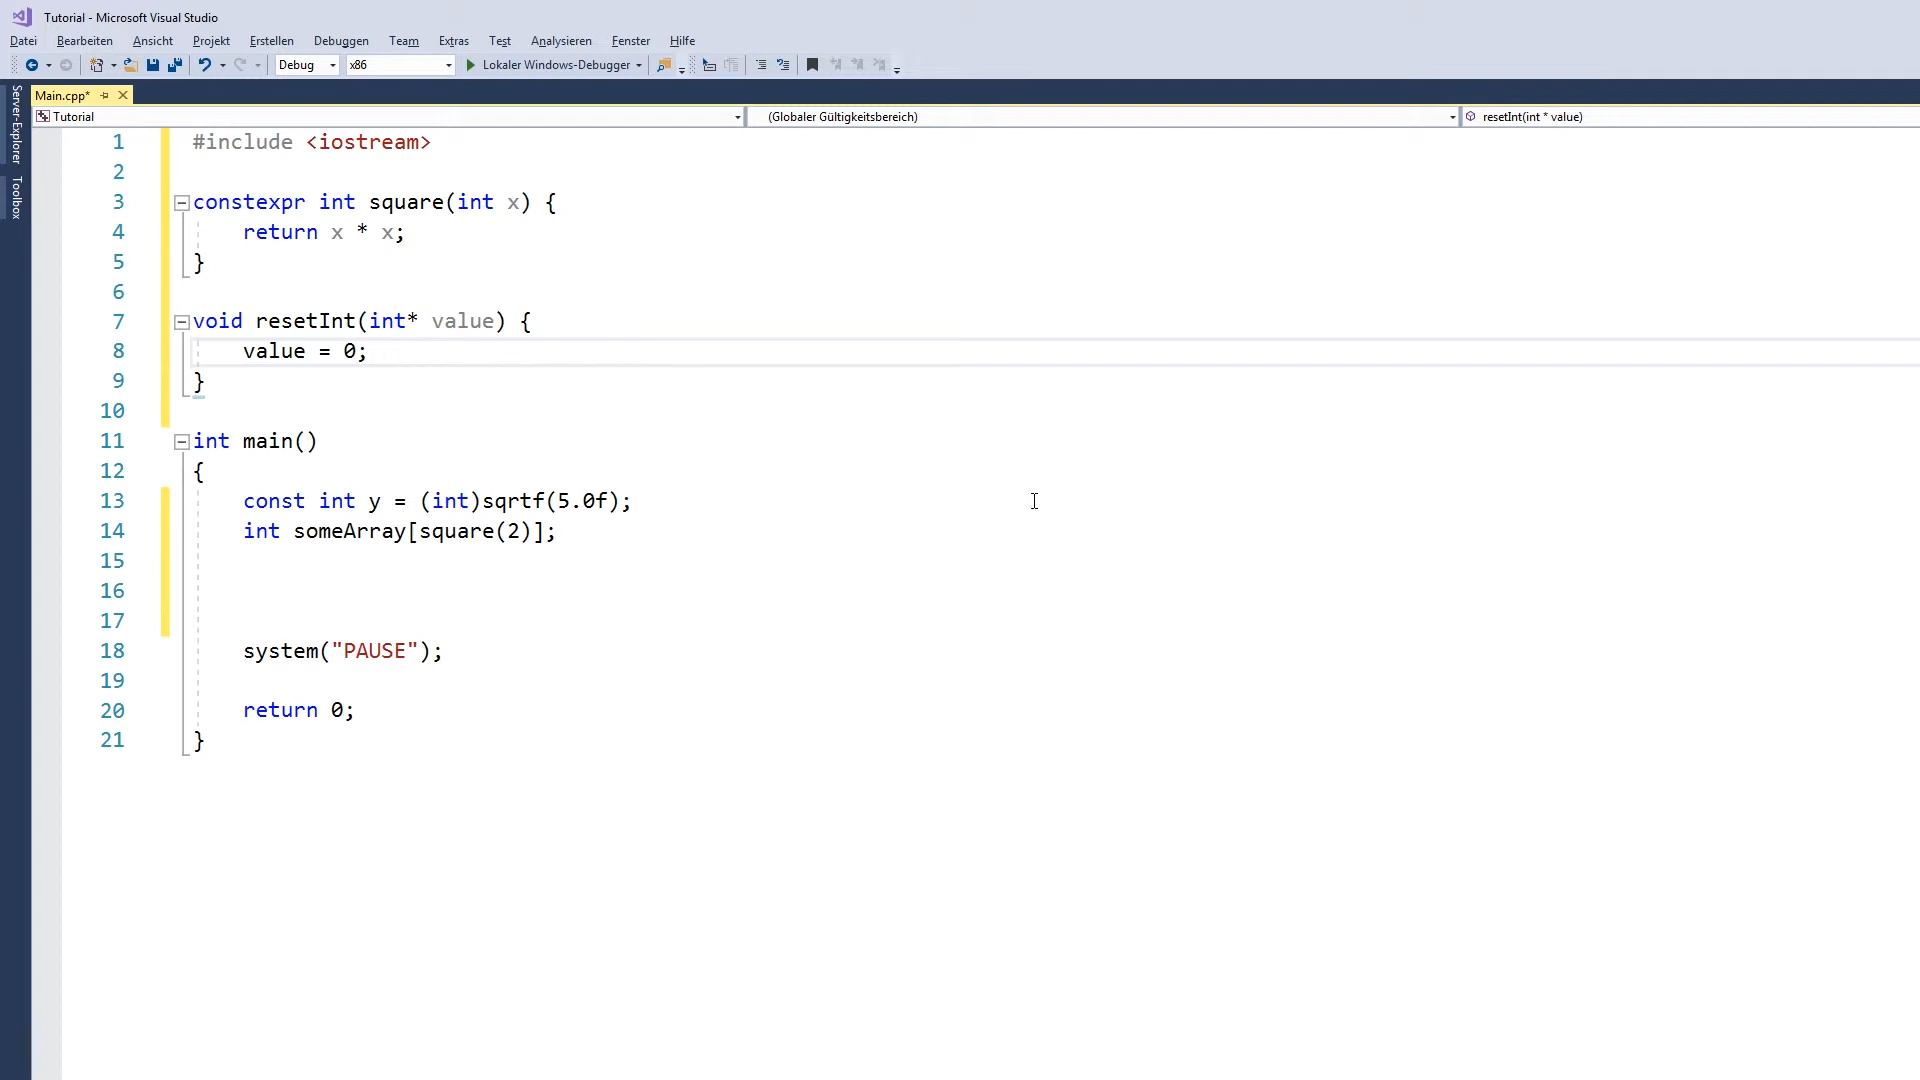 Tutorial - Microsoft Visual Studio
Datei Bearbeiten Ansicht Projekt Erstellen Debuggen Team Extras Test Analysieren Fenster Hilfe
Debug x86 Lokaler Windows-Debugger
Server-Explorer
Toolbox
Main.cpp*
Tutorial (Globaler Gültigkeitsbereich) resetInt(int * value)
1 #include <iostream>
2
3 constexpr int square(int x) {
4 return x * x;
5 }
6
7 void resetInt(int* value) {
8 value = 0;
9 }
10
11 int main()
12 {
13 const int y = (int)sqrtf(5.0f);
14 int someArray[square(2)];
15
16
17
18 system("PAUSE");
19
20 return 0;
21 }